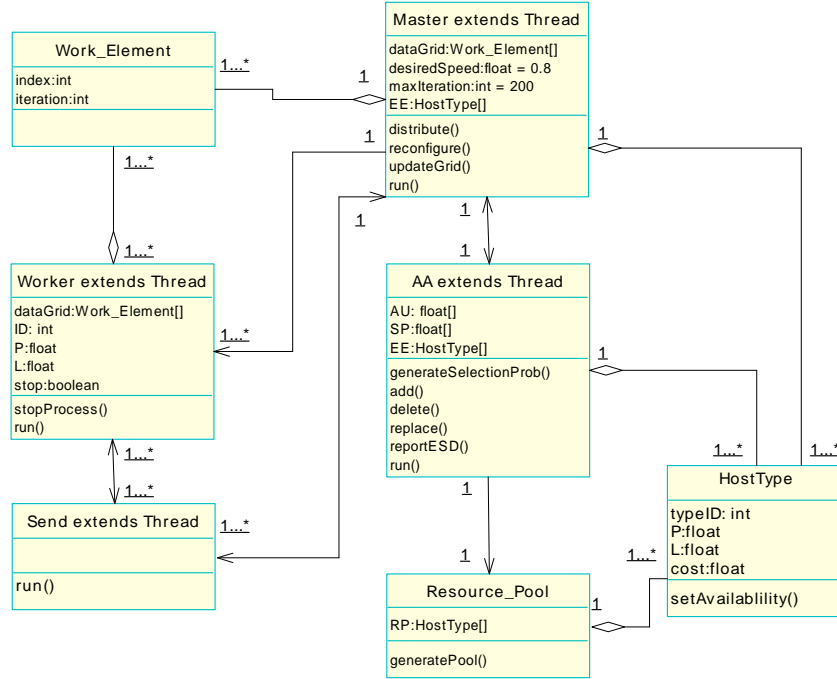 Work_Element
index:int
iteration:int
1...*
1
Master extends Thread
dataGrid:Work_Element[]
desiredSpeed:float = 0.8
maxIteration:int = 200
EE:HostType[]
distribute()
reconfigure()
updateGrid()
run()
1...*
1
1
1
1
1...*
1
Worker extends Thread
dataGrid:Work_Element[]
ID: int
P:float
L:float
stop:boolean
stopProcess()
run()
1...*
AA extends Thread
AU: float[]
SP:float[]
EE:HostType[]
generateSelectionProb()
add()
delete()
replace()
reportESD()
run()
1
1...*
1...*
1...*
1...*
Send extends Thread
run()
1...*
1
1
HostType
typeID: int
P:float
L:float
cost:float
setAvailablility()
1...*
Resource_Pool
RP:HostType[]
generatePool()
1